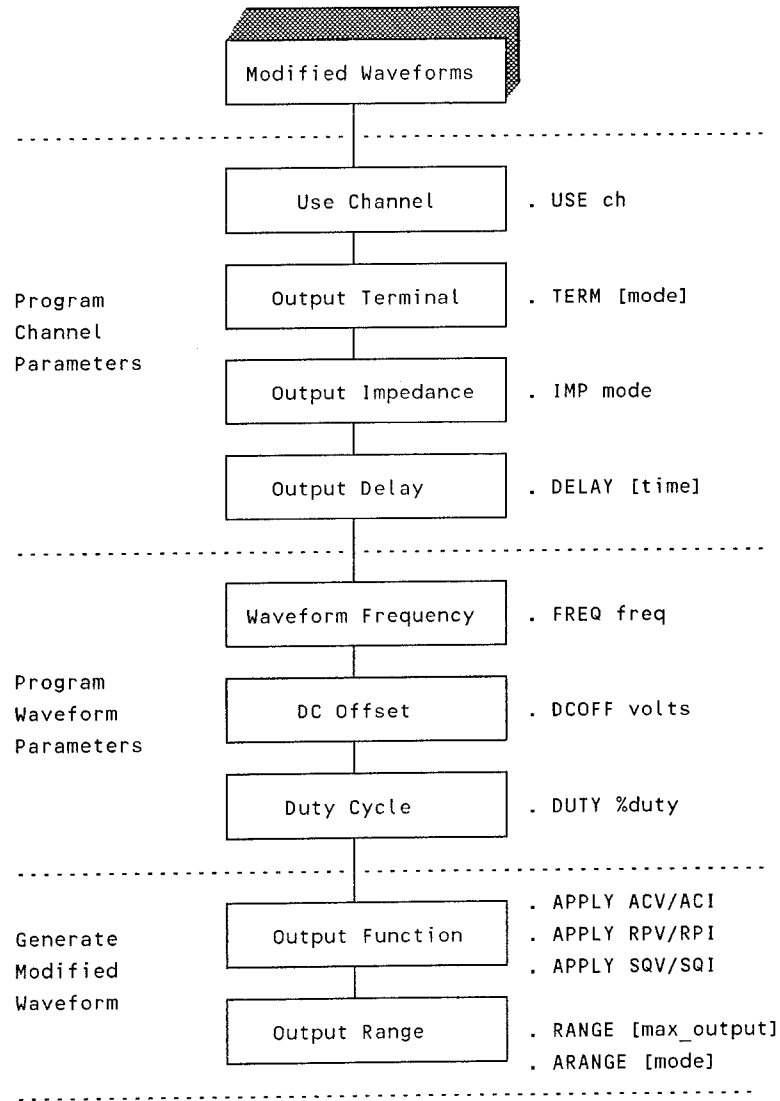 Modified Waveforms
Use Channel . USE ch
Program
Channel
Parameters
Output Terminal . TERM [mode]
Output Impedance . IMP mode
Output Delay . DELAY [time]
Waveform Frequency . FREQ freq
Program
Waveform
Parameters
DC Offset . DCOFF volts
Duty Cycle . DUTY %duty
Generate
Modified
Waveform
Output Function . APPLY ACV/ACI
. APPLY RPV/RPI
. APPLY SQV/SQI
Output Range . RANGE [max_output]
. ARANGE [mode]